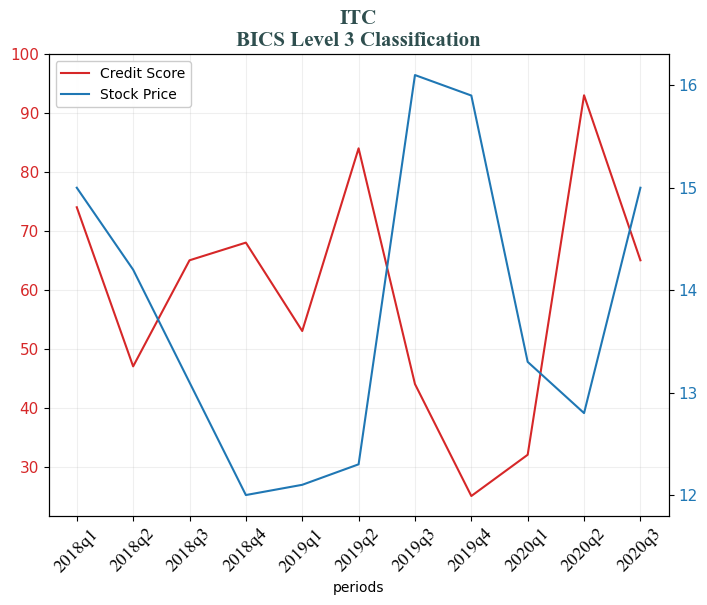 ITC
BICS Level 3 Classification
Credit Score
Stock Price
100
90
80
70
60
50
40
30
16
15
14
13
12
2018q1
2018q2
2018q3
2018q4
2019q1
2019q2
2019q3
2019q4
2020q1
2020q2
2020q3
periods